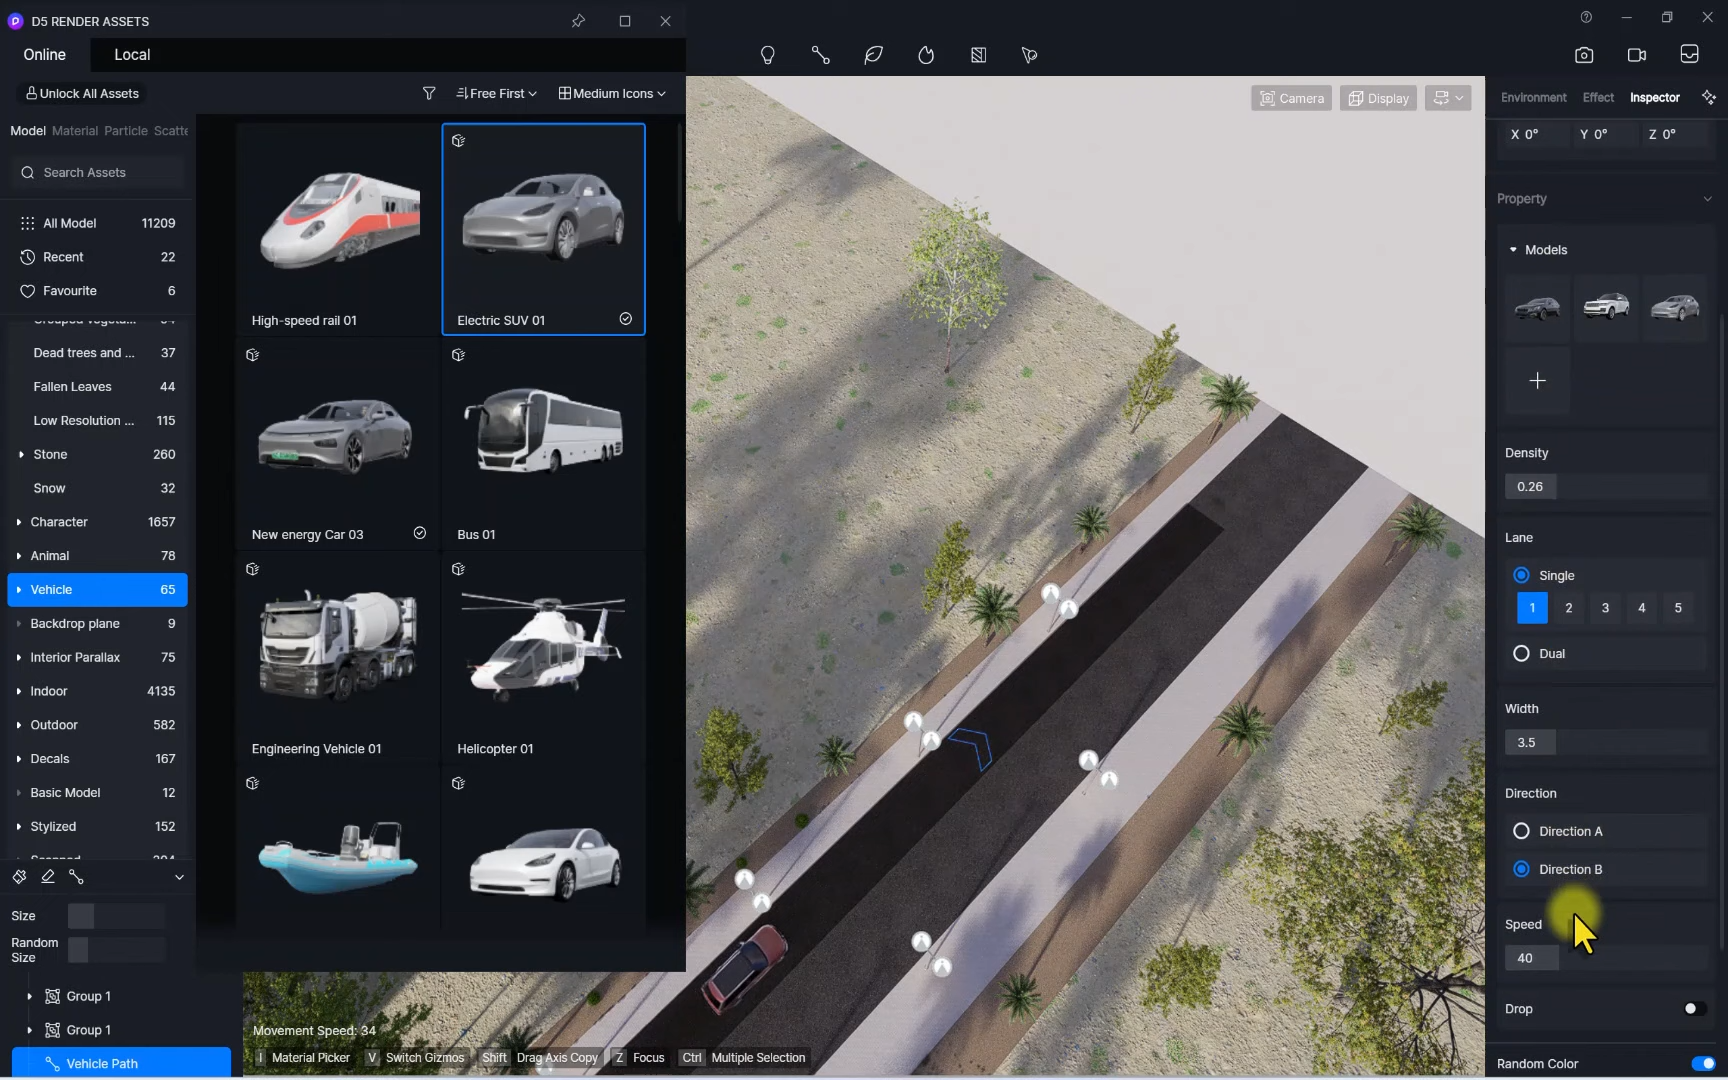 D5 RENDER ASSETS
Online Local
Unlock All Assets Free First Medium Icons
Model Material Particle Scatte
Search Assets
All Model 11209
Recent 22
Favourite 6
Dead trees and ... 37
Fallen Leaves 44
Low Resolution ... 115
Stone 260
Snow 32
Character 1657
Animal 78
Vehicle 65
Backdrop plane 9
Interior Parallax 75
Indoor 4135
Outdoor 582
Decals 167
Basic Model 12
Stylized 152
Size
Random
Size
Group 1
Group 1
Vehicle Path
High-speed rail 01
Electric SUV 01
New energy Car 03
Bus 01
Engineering Vehicle 01
Helicopter 01
Camera Display
Movement Speed: 34
I Material Picker V Switch Gizmos Shift Drag Axis Copy Z Focus Ctrl Multiple Selection
Environment Effect Inspector
X 0° Y 0° Z 0°
Property
Models
Density
0.26
Lane
Single
1 2 3 4 5
Dual
Width
3.5
Direction
Direction A
Direction B
Speed
40
Drop
Random Color